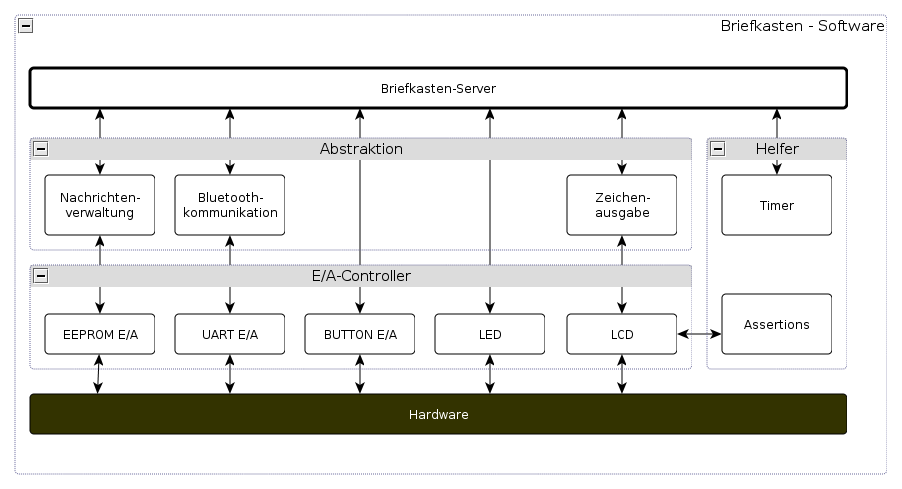 Briefkasten - Software
Briefkasten-Server
Abstraktion
Helfer
Nachrichten-
verwaltung
Bluetooth-
kommunikation
Zeichen-
ausgabe
Timer
E/A-Controller
EEPROM E/A
UART E/A
BUTTON E/A
LED
LCD
Assertions
Hardware